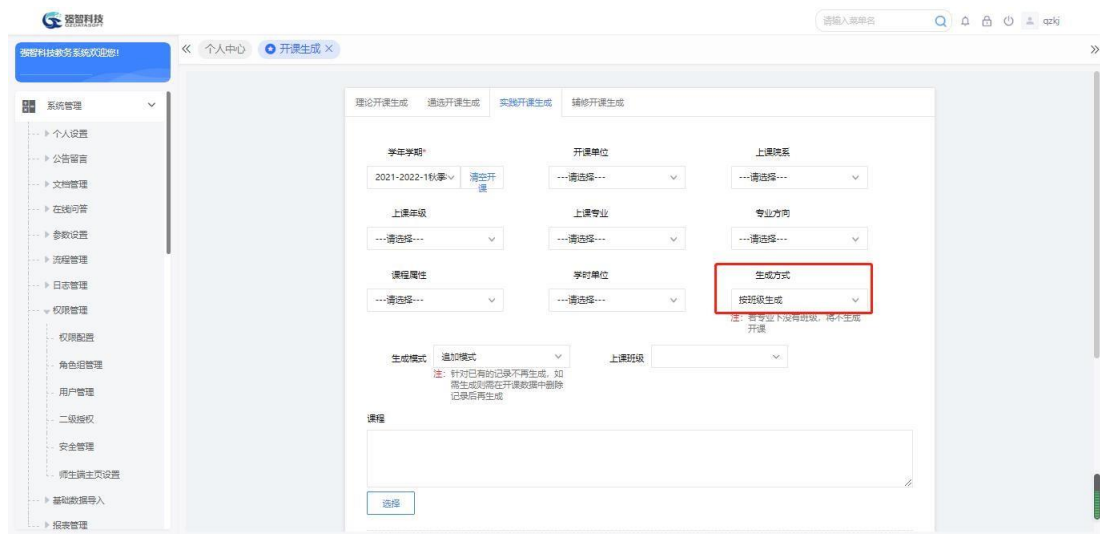 强智科技
QZDATASOFT
请输入菜单名
qzkj
强智科技教务系统欢迎您!
个人中心
开课生成
系统管理
个人设置
公告留言
文档管理
在线问答
参数设置
流程管理
日志管理
权限管理
权限配置
角色组管理
用户管理
二级授权
安全管理
师生端主页设置
基础数据导入
报表管理
理论开课生成 通选开课生成 实践开课生成 辅修开课生成
学年学期* 开课单位 上课院系
2021-2022-1秋季 清空开课 ---请选择--- ---请选择---
上课年级 上课专业 专业方向
---请选择--- ---请选择--- ---请选择---
课程属性 学时单位 生成方式
---请选择--- ---请选择--- 按班级生成
注：若专业下没有班级，将不生成
开课
生成模式 追加模式 上课班级
注：针对已有的记录不再生成，如
需生成则需在开课数据中删除
记录后再生成
课程
选择